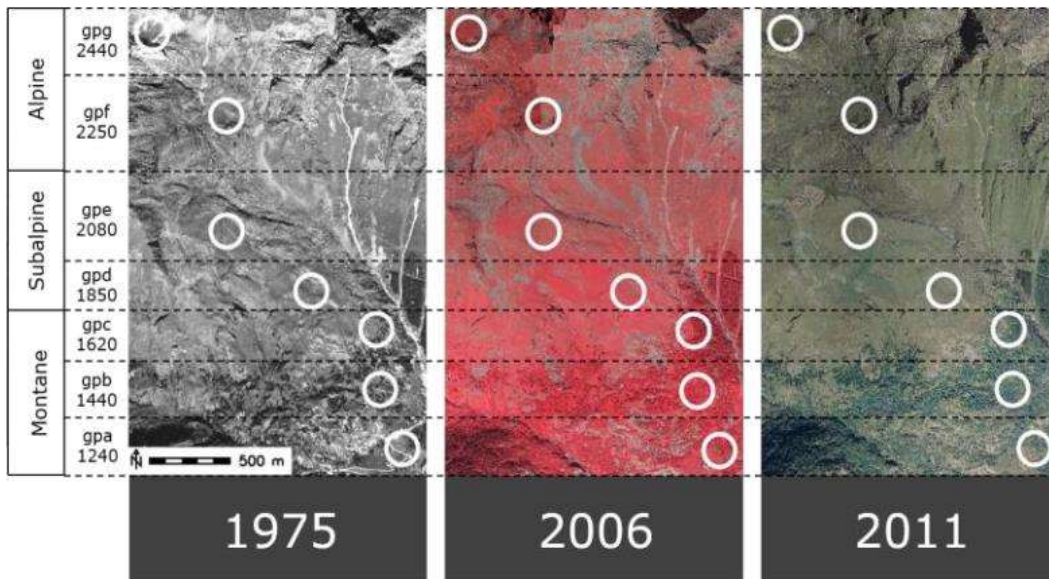 Alpine
gpg
2440
gpf
2250
Subalpine
gpe
2080
gpd
1850
Montane
gpc
1620
gpb
1440
gpa
1240
N
500 m
1975
2006
2011